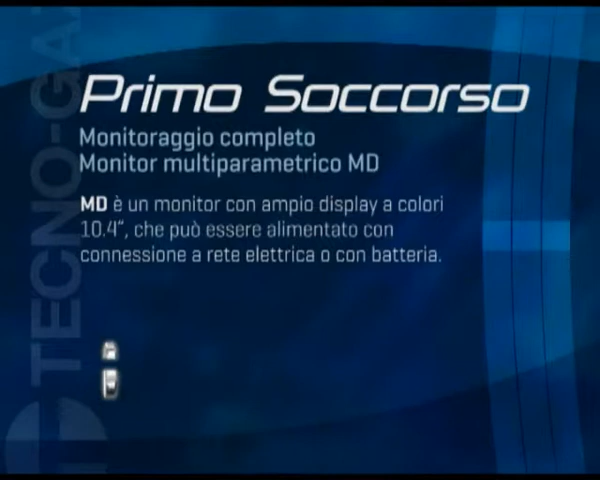 Primo Soccorso
Monitoraggio completo
Monitor multiparametrico MD
MD è un monitor con ampio display a colori
10.4“, che può essere alimentato con
connessione a rete elettrica o con batteria.
TECNO-GAZ